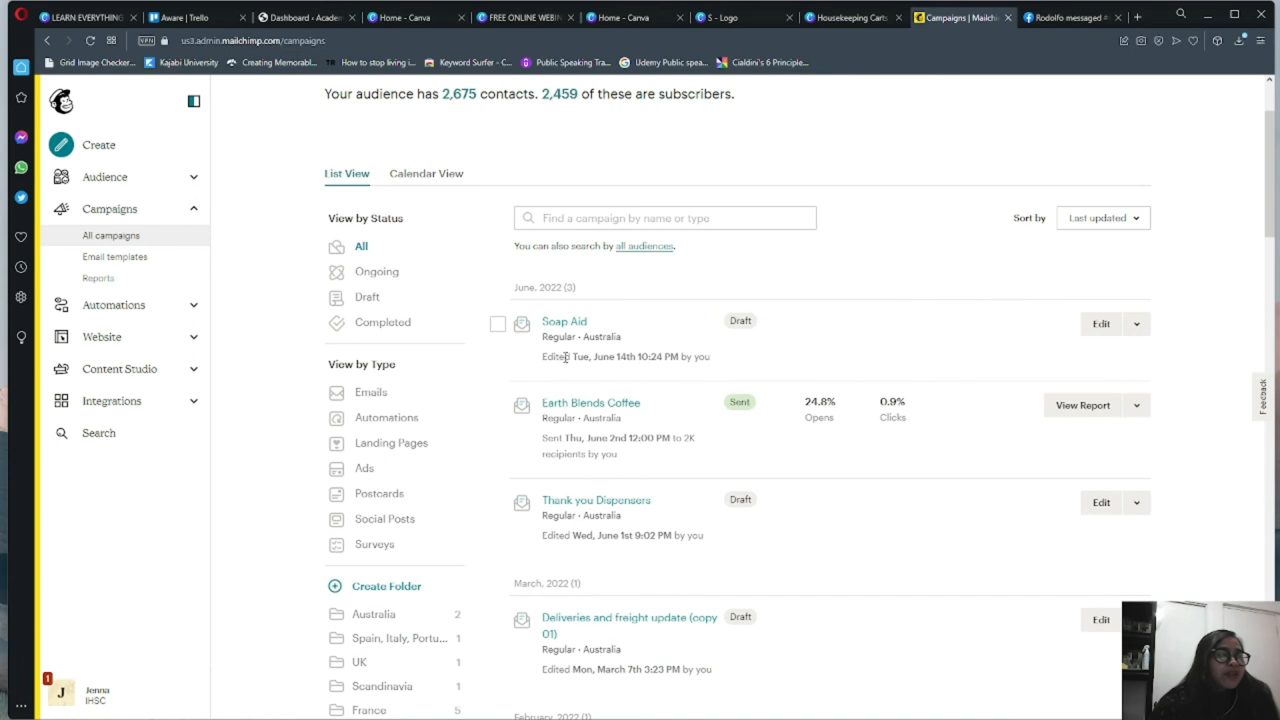 LEARN EVERYTHING
Aware | Trello
Dashboard ‹ Acade
Home - Canva
FREE ONLINE WEBIN
Home - Canva
S - Logo
Housekeeping Carts
Campaigns | Mailch
Rodolfo messaged
VPN
us3.admin.mailchimp.com/campaigns
Grid Image Checker...
Kajabi University
Creating Memorabl...
How to stop living i...
Keyword Surfer - C...
Public Speaking Tra...
Udemy Public spea...
Cialdini's 6 Principle...
Your audience has 2,675 contacts. 2,459 of these are subscribers.
Create
Audience
Campaigns
All campaigns
Email templates
Reports
Automations
Website
Content Studio
Integrations
Search
1
J
Jenna
IHSC
List View
Calendar View
View by Status
All
Ongoing
Draft
Completed
View by Type
Emails
Automations
Landing Pages
Ads
Postcards
Social Posts
Surveys
Create Folder
Australia 2
Spain, Italy, Portu... 1
UK 1
Scandinavia 1
France 5
Find a campaign by name or type
Sort by
Last updated
You can also search by all audiences.
June, 2022 (3)
Soap Aid
Draft
Edit
Regular • Australia
Edited Tue, June 14th 10:24 PM by you
Earth Blends Coffee
Sent
24.8%
Opens
0.9%
Clicks
View Report
Regular • Australia
Sent Thu, June 2nd 12:00 PM to 2K
recipients by you
Thank you Dispensers
Draft
Edit
Regular • Australia
Edited Wed, June 1st 9:02 PM by you
March, 2022 (1)
Deliveries and freight update (copy
01)
Draft
Edit
Regular • Australia
Edited Mon, March 7th 3:23 PM by you
February, 2022 (1)
Feedback